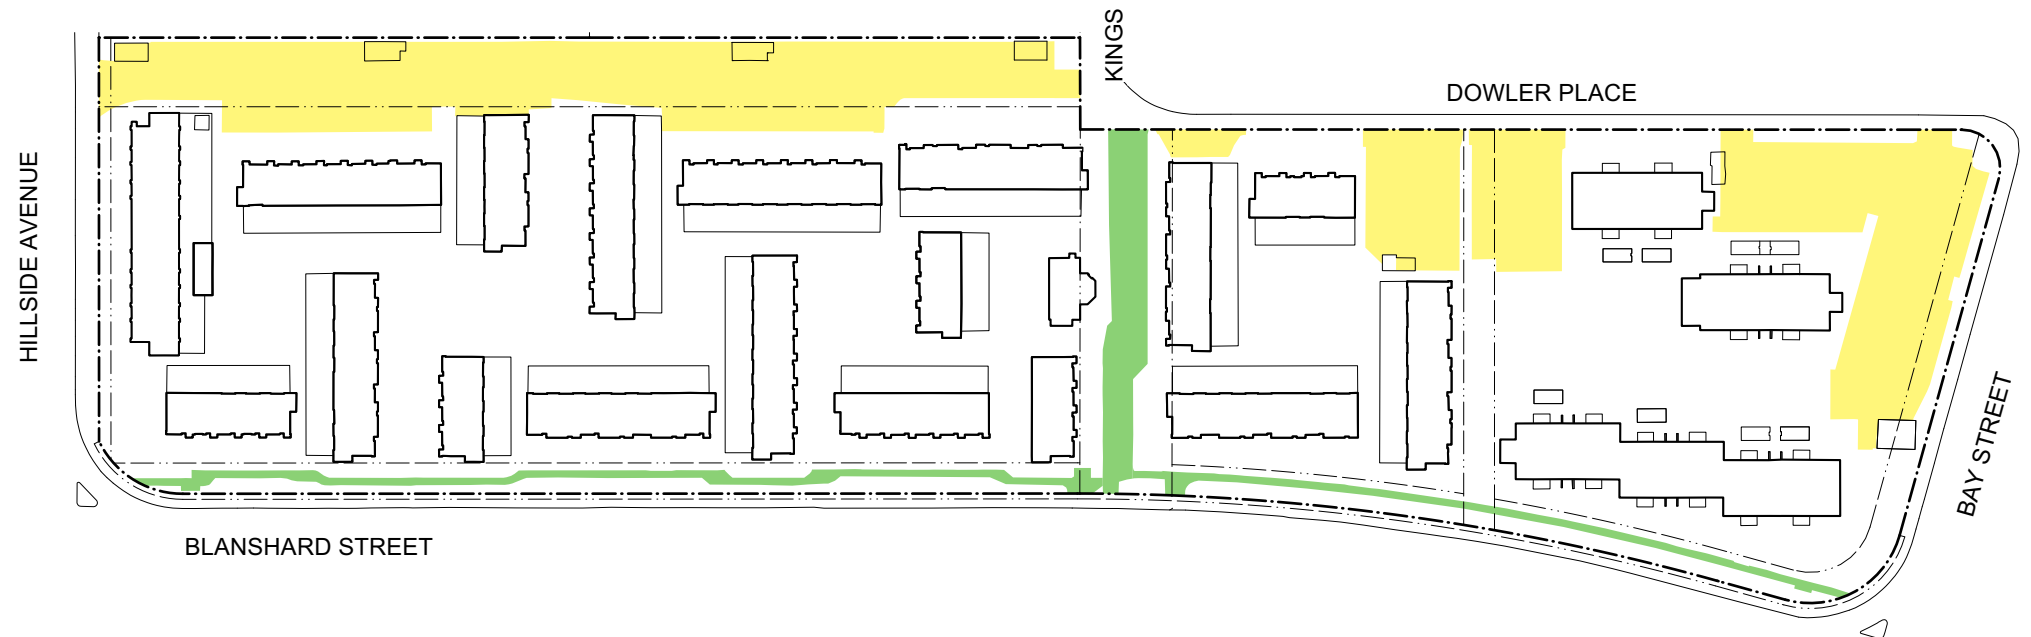 KINGS
DOWLER PLACE
HILLSIDE AVENUE
BAY STREET
BLANSHARD STREET